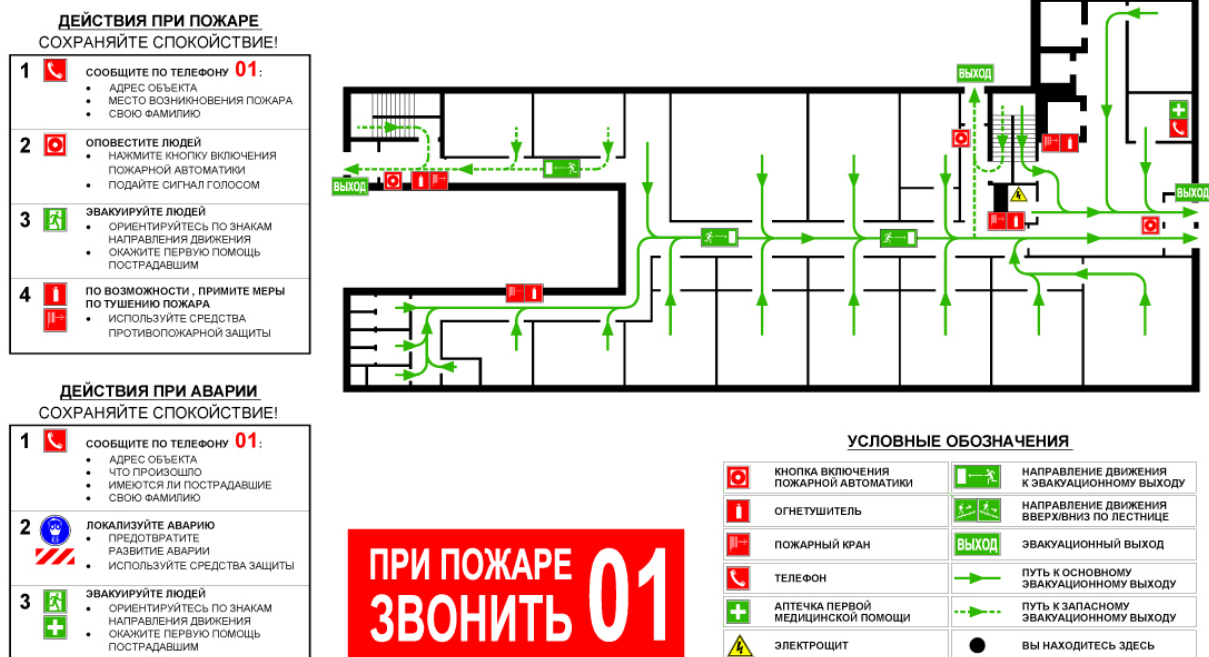 ДЕЙСТВИЯ ПРИ ПОЖАРЕ
СОХРАНЯЙТЕ СПОКОЙСТВИЕ!
1 СООБЩИТЕ ПО ТЕЛЕФОНУ 01:
• АДРЕС ОБЪЕКТА
• МЕСТО ВОЗНИКНОВЕНИЯ ПОЖАРА
• СВОЮ ФАМИЛИЮ
2 ОПОВЕСТИТЕ ЛЮДЕЙ
• НАЖМИТЕ КНОПКУ ВКЛЮЧЕНИЯ
ПОЖАРНОЙ АВТОМАТИКИ
• ПОДАЙТЕ СИГНАЛ ГОЛОСОМ
3 ЭВАКУИРУЙТЕ ЛЮДЕЙ
• ОРИЕНТИРУЙТЕСЬ ПО ЗНАКАМ
НАПРАВЛЕНИЯ ДВИЖЕНИЯ
• ОКАЖИТЕ ПЕРВУЮ ПОМОЩЬ
ПОСТРАДАВШИМ
4 ПО ВОЗМОЖНОСТИ , ПРИМИТЕ МЕРЫ
ПО ТУШЕНИЮ ПОЖАРА
• ИСПОЛЬЗУЙТЕ СРЕДСТВА
ПРОТИВОПОЖАРНОЙ ЗАЩИТЫ
ДЕЙСТВИЯ ПРИ АВАРИИ
СОХРАНЯЙТЕ СПОКОЙСТВИЕ!
1 СООБЩИТЕ ПО ТЕЛЕФОНУ 01:
• АДРЕС ОБЪЕКТА
• ЧТО ПРОИЗОШЛО
• ИМЕЮТСЯ ЛИ ПОСТРАДАВШИЕ
• СВОЮ ФАМИЛИЮ
2 ЛОКАЛИЗУЙТЕ АВАРИЮ
• ПРЕДОТВРАТИТЕ
РАЗВИТИЕ АВАРИИ
• ИСПОЛЬЗУЙТЕ СРЕДСТВА ЗАЩИТЫ
3 ЭВАКУИРУЙТЕ ЛЮДЕЙ
• ОРИЕНТИРУЙТЕСЬ ПО ЗНАКАМ
НАПРАВЛЕНИЯ ДВИЖЕНИЯ
• ОКАЖИТЕ ПЕРВУЮ ПОМОЩЬ
ПОСТРАДАВШИМ
ВЫХОД
ВЫХОД
ВЫХОД
ПРИ ПОЖАРЕ
ЗВОНИТЬ 01
УСЛОВНЫЕ ОБОЗНАЧЕНИЯ
КНОПКА ВКЛЮЧЕНИЯ
ПОЖАРНОЙ АВТОМАТИКИ
ОГНЕТУШИТЕЛЬ
ПОЖАРНЫЙ КРАН
ТЕЛЕФОН
АПТЕЧКА ПЕРВОЙ
МЕДИЦИНСКОЙ ПОМОЩИ
ЭЛЕКТРОЩИТ
НАПРАВЛЕНИЕ ДВИЖЕНИЯ
К ЭВАКУАЦИОННОМУ ВЫХОДУ
НАПРАВЛЕНИЕ ДВИЖЕНИЯ
ВВЕРХ/ВНИЗ ПО ЛЕСТНИЦЕ
ВЫХОД ЭВАКУАЦИОННЫЙ ВЫХОД
ПУТЬ К ОСНОВНОМУ
ЭВАКУАЦИОННОМУ ВЫХОДУ
ПУТЬ К ЗАПАСНОМУ
ЭВАКУАЦИОННОМУ ВЫХОДУ
ВЫ НАХОДИТЕСЬ ЗДЕСЬ